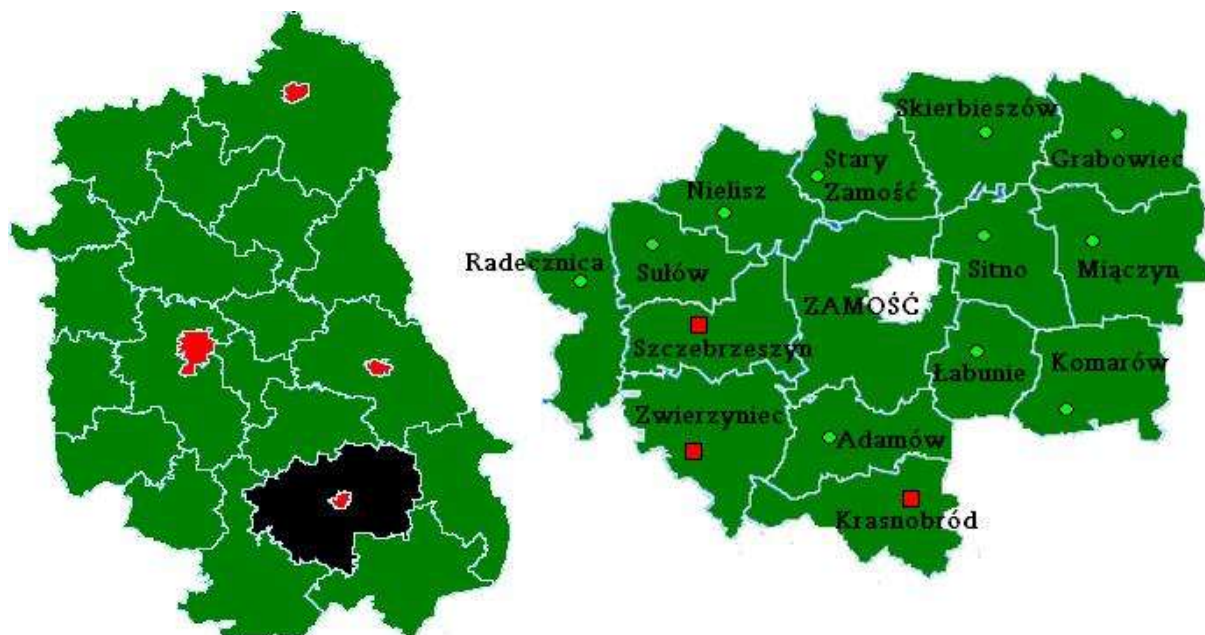 Skierbieszów
Grabowiec
Stary
Zamość
Nielisz
Radecznica
Sułów
Sitno
Miączyn
ZAMOŚĆ
Szczebrzeszyn
Łabunie
Komarów
Zwierzyniec
Adamów
Krasnobród